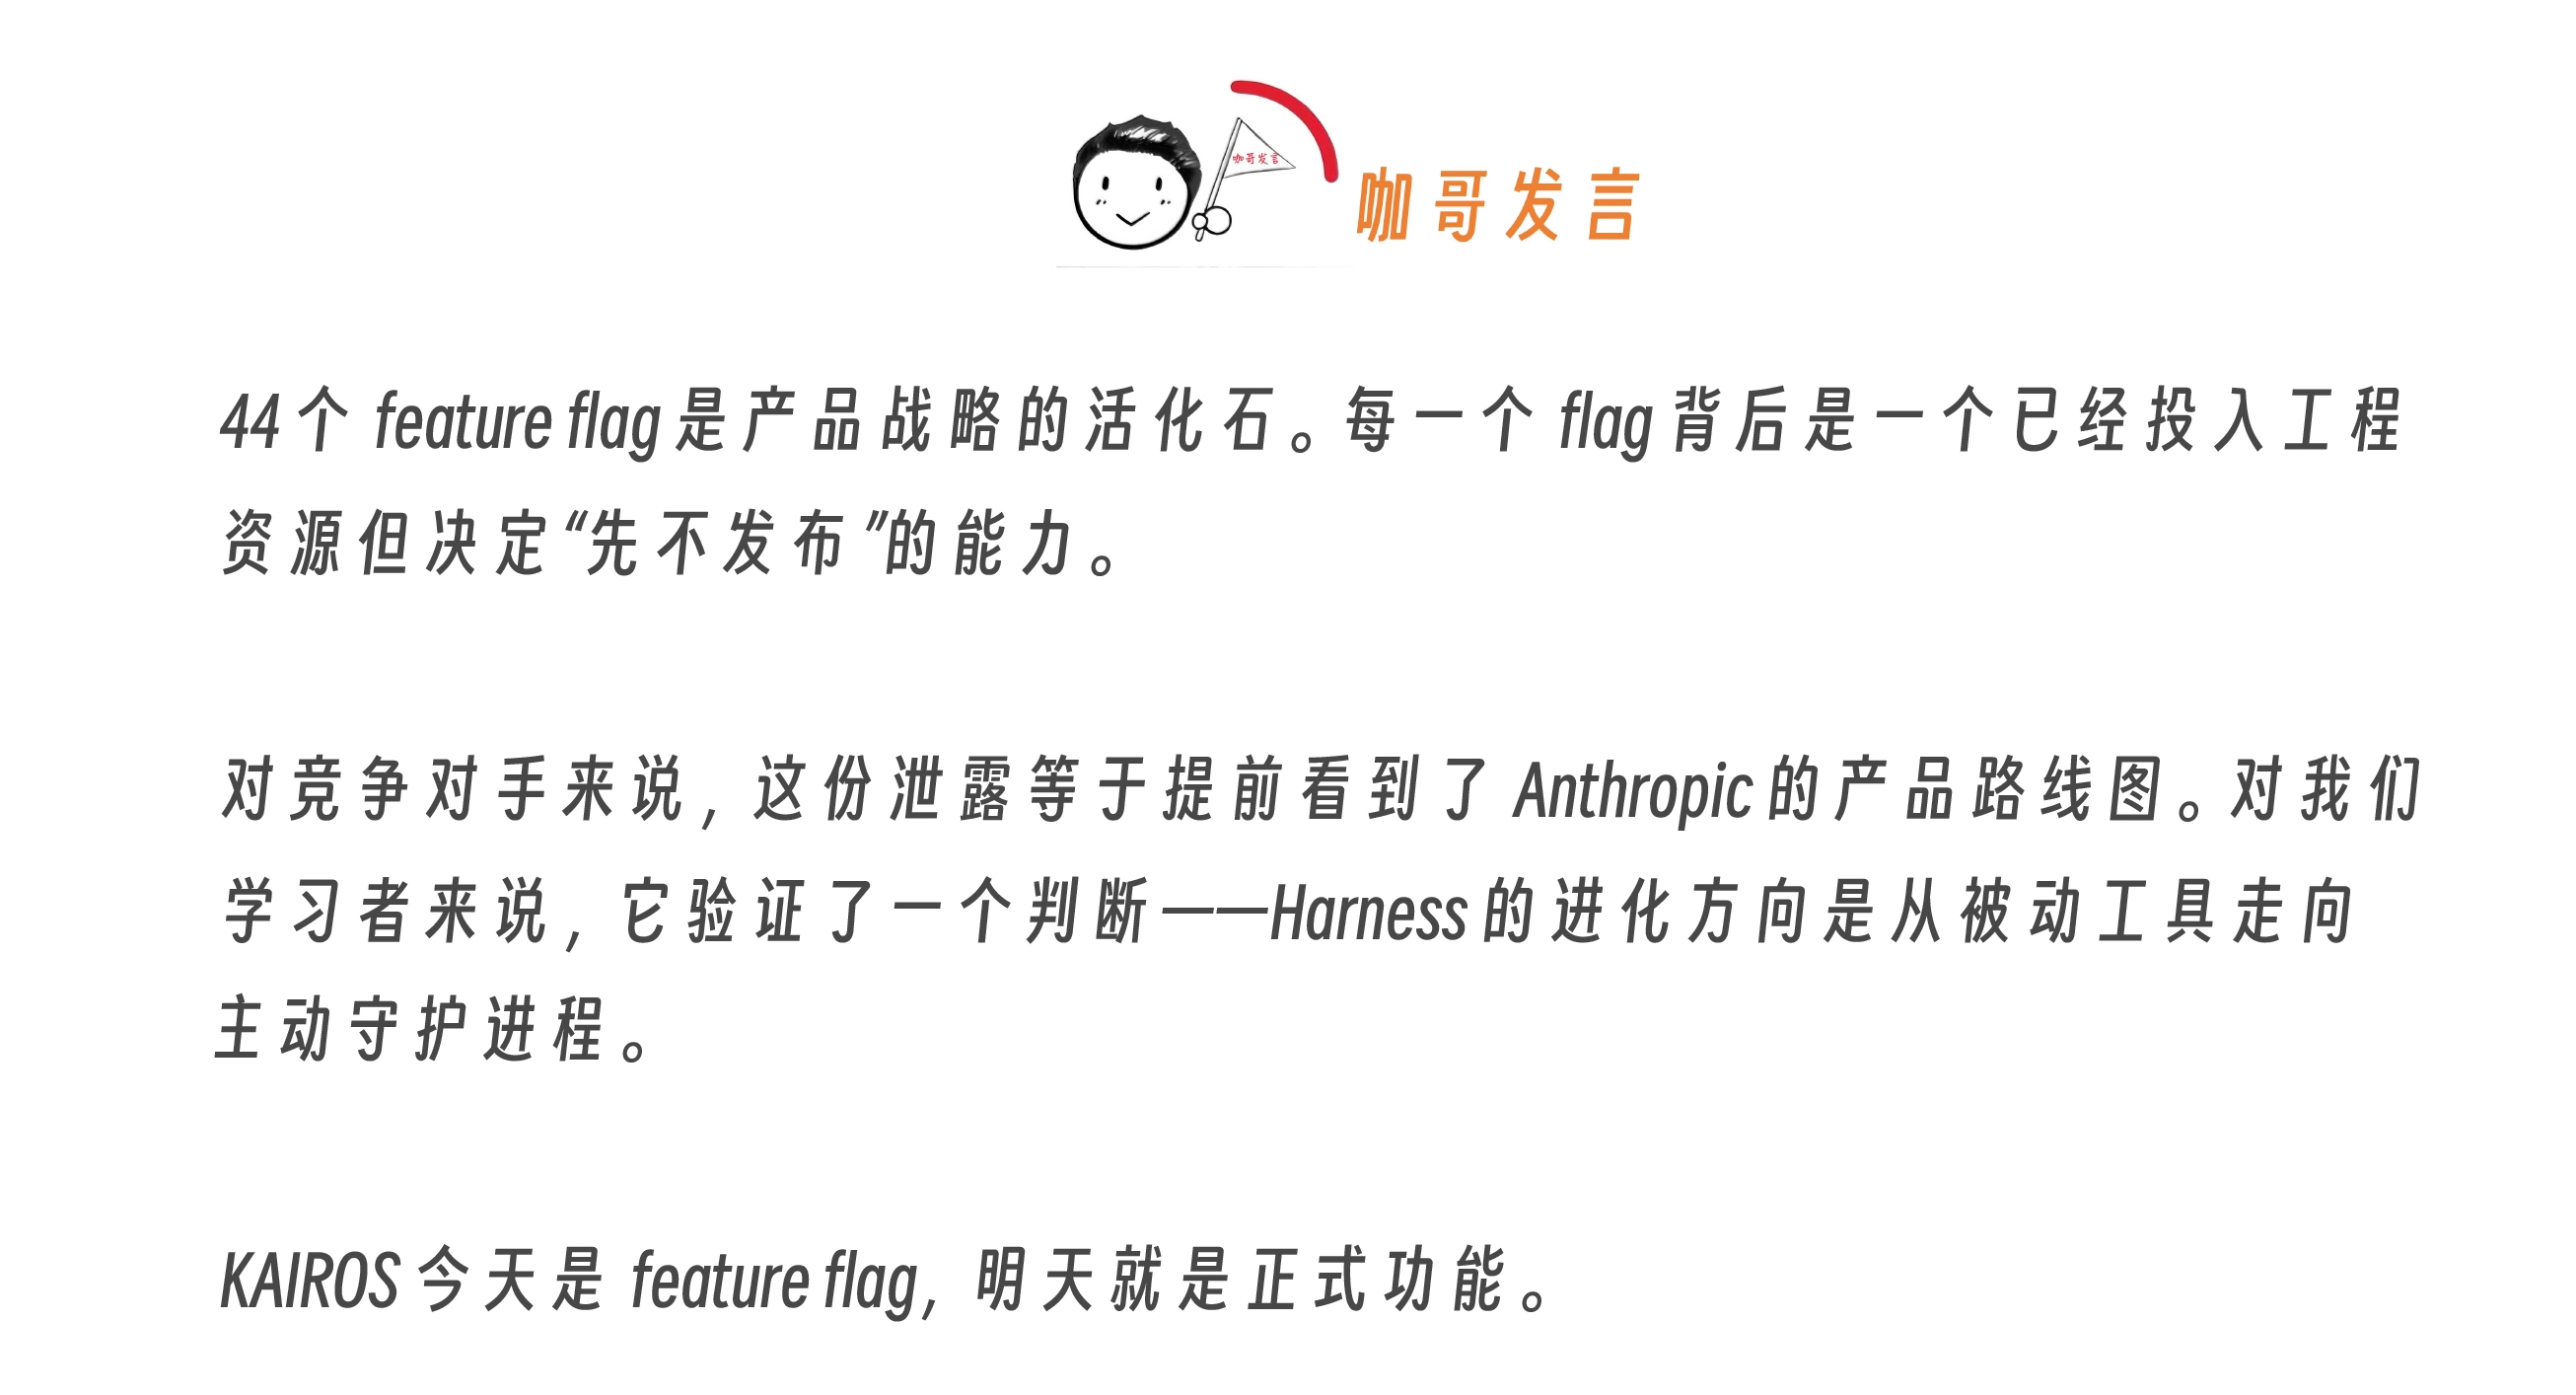 咖哥发言
咖哥发言
44个 feature flag是产品战略的活化石。每一个 flag背后是一个已经投入工程
资源但决定“先不发布”的能力。
对竞争对手来说,这份泄露等于提前看到了 Anthropic的产品路线图。对我们
学习者来说,它验证了一个判断——Harness的进化方向是从被动工具走向
主动守护进程。
KAIROS今天是 feature flag,明天就是正式功能。